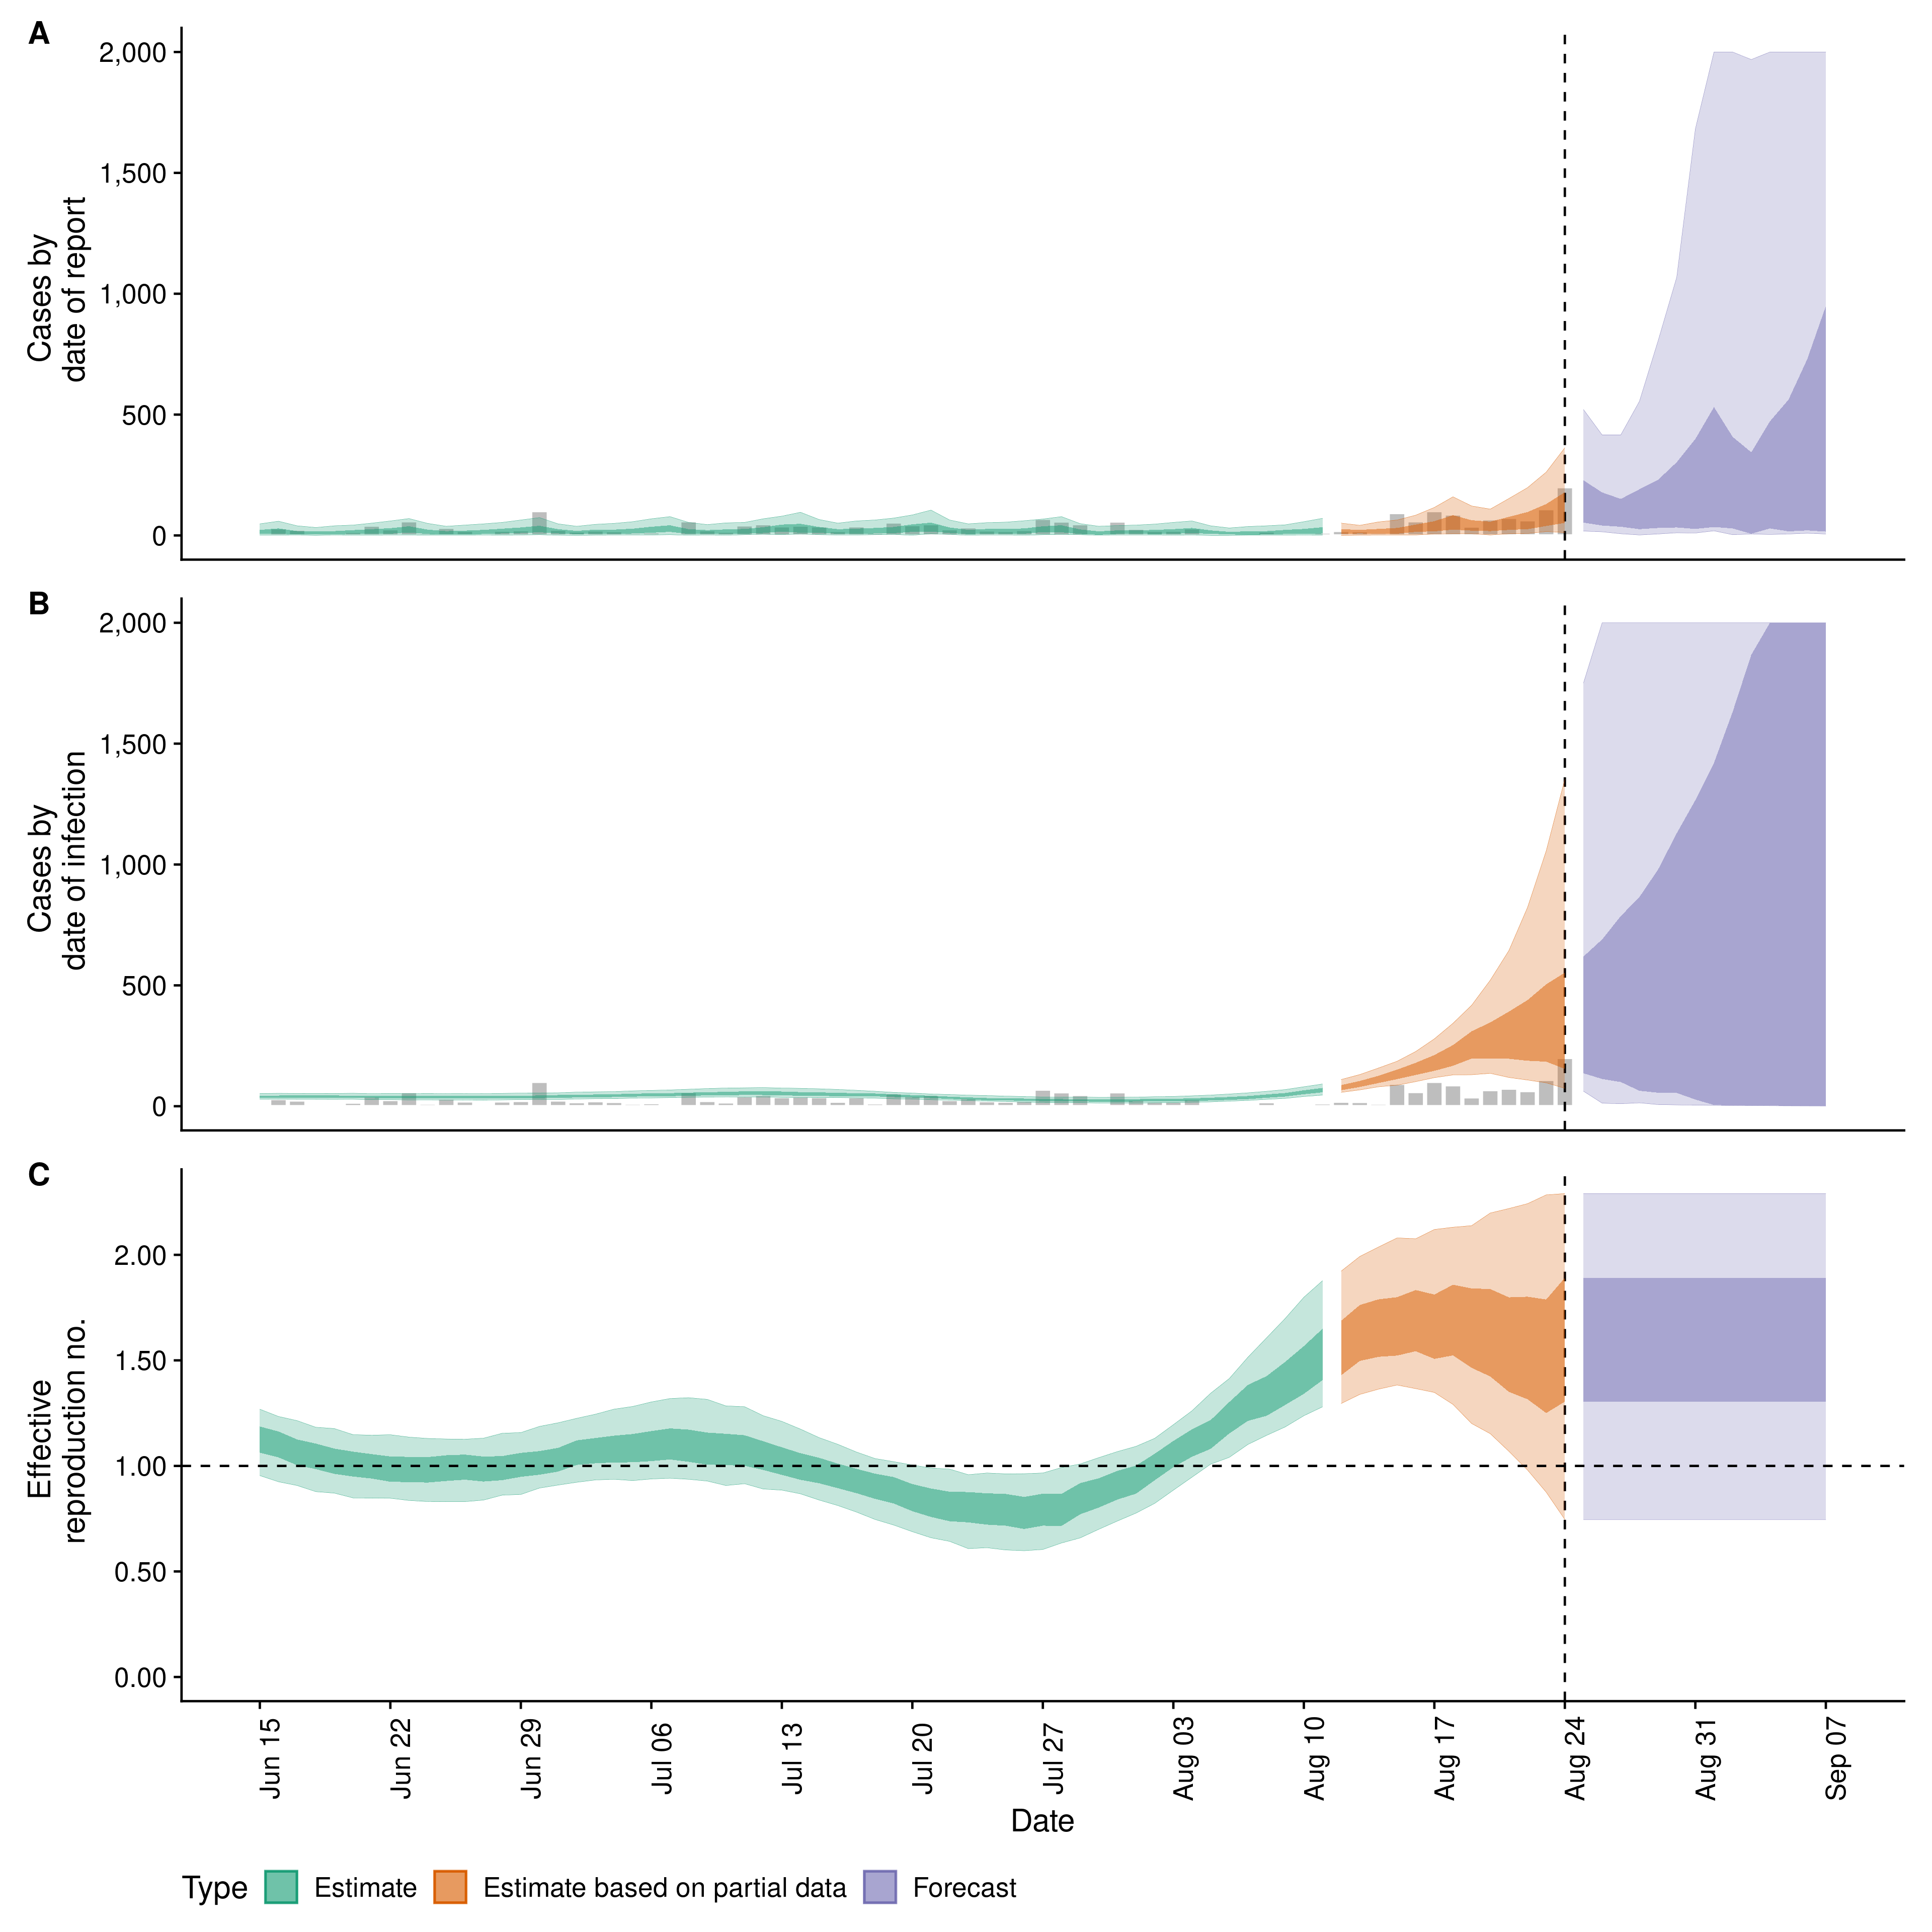 A
2,000
1,500
1,000
500
0
Cases by
date of report
B
2,000
1,500
1,000
500
0
Cases by
date of infection
C
2.00
1.50
1.00
0.50
0.00
Effective
reproduction no.
Jun 15
Jun 22
Jun 29
Jul 06
Jul 13
Jul 20
Jul 27
Aug 03
Aug 10
Aug 17
Aug 24
Aug 31
Sep 07
Date
Type Estimate Estimate based on partial data Forecast